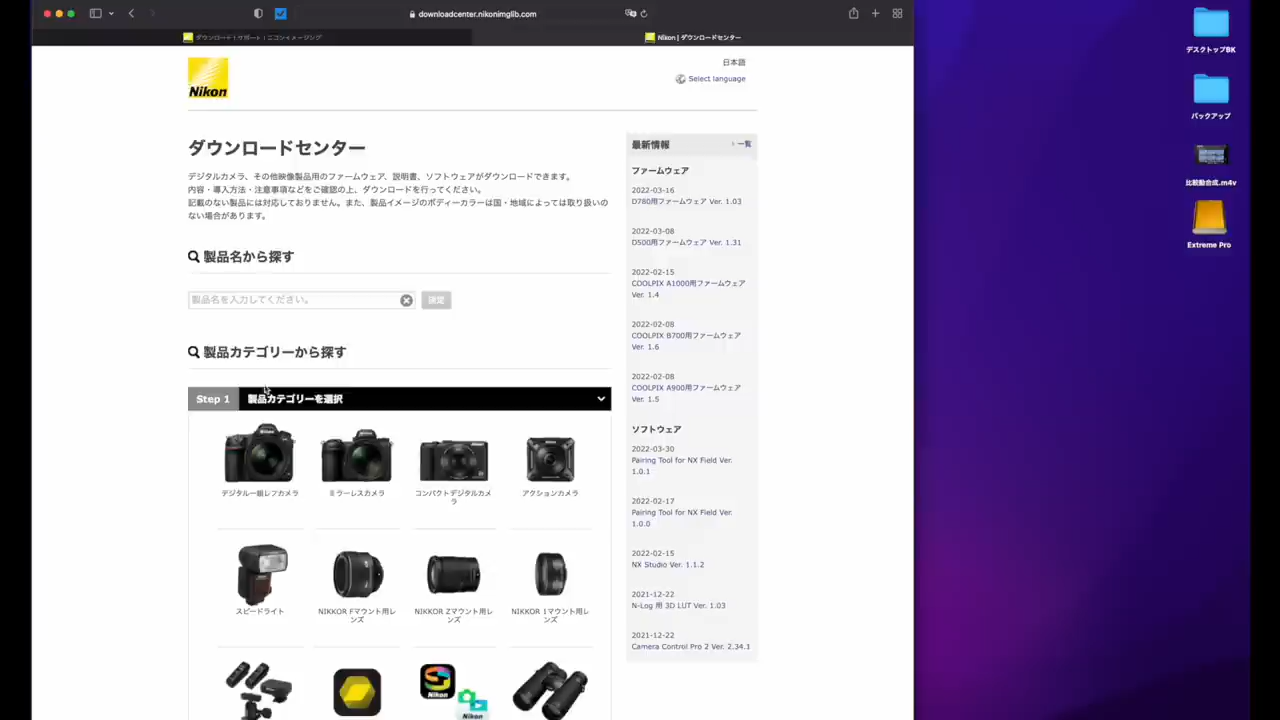 downloadcenter.nikonimglib.com
ダウンロード | サポート | ニコンイメージング
Nikon | ダウンロードセンター
Nikon
日本語
Select language
ダウンロードセンター
デジタルカメラ、その他映像製品用のファームウェア、説明書、ソフトウェアがダウンロードできます。
内容・導入方法・注意事項などをご確認の上、ダウンロードを行ってください。
記載のない製品には対応しておりません。また、製品イメージのボディーカラーは国・地域によっては取り扱いの
ない場合があります。
製品名から探す
製品名を入力してください。
決定
製品カテゴリーから探す
Step 1
製品カテゴリーを選択
デジタル一眼レフカメラ
ミラーレスカメラ
コンパクトデジタルカメ
ラ
アクションカメラ
スピードライト
NIKKOR Fマウント用レ
ンズ
NIKKOR Zマウント用レ
ンズ
NIKKOR 1マウント用レ
ンズ
Nikon
Nikon
最新情報
一覧
ファームウェア
2022-03-16
D780用ファームウェア Ver. 1.03
2022-03-08
D500用ファームウェア Ver. 1.31
2022-02-15
COOLPIX A1000用ファームウェア
Ver. 1.4
2022-02-08
COOLPIX B700用ファームウェア
Ver. 1.6
2022-02-08
COOLPIX A900用ファームウェア
Ver. 1.5
ソフトウェア
2022-03-30
Pairing Tool for NX Field Ver.
1.0.1
2022-02-17
Pairing Tool for NX Field Ver.
1.0.0
2022-02-15
NX Studio Ver. 1.1.2
2021-12-22
N-Log 用 3D LUT Ver. 1.03
2021-12-22
Camera Control Pro 2 Ver. 2.34.1
デスクトップBK
バックアップ
比較動合成.m4v
Extreme Pro